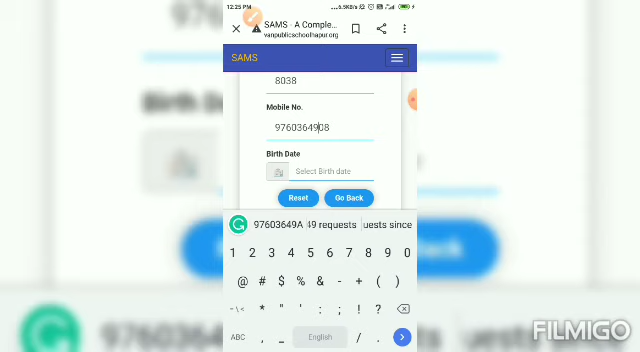 12:25 PM
...6.5KB/s
SAMS - A Comple...
vanpublicschoolhapur.org
SAMS
8038
Mobile No.
9760364908
Birth Date
Select Birth date
Reset
Go Back
97603649A
49 requests
uests since
1 2 3 4 5 6 7 8 9 0
@ # $ % & - + ( )
=\< * " ' : ; ! ?
ABC , _ English / .
FILMIGO